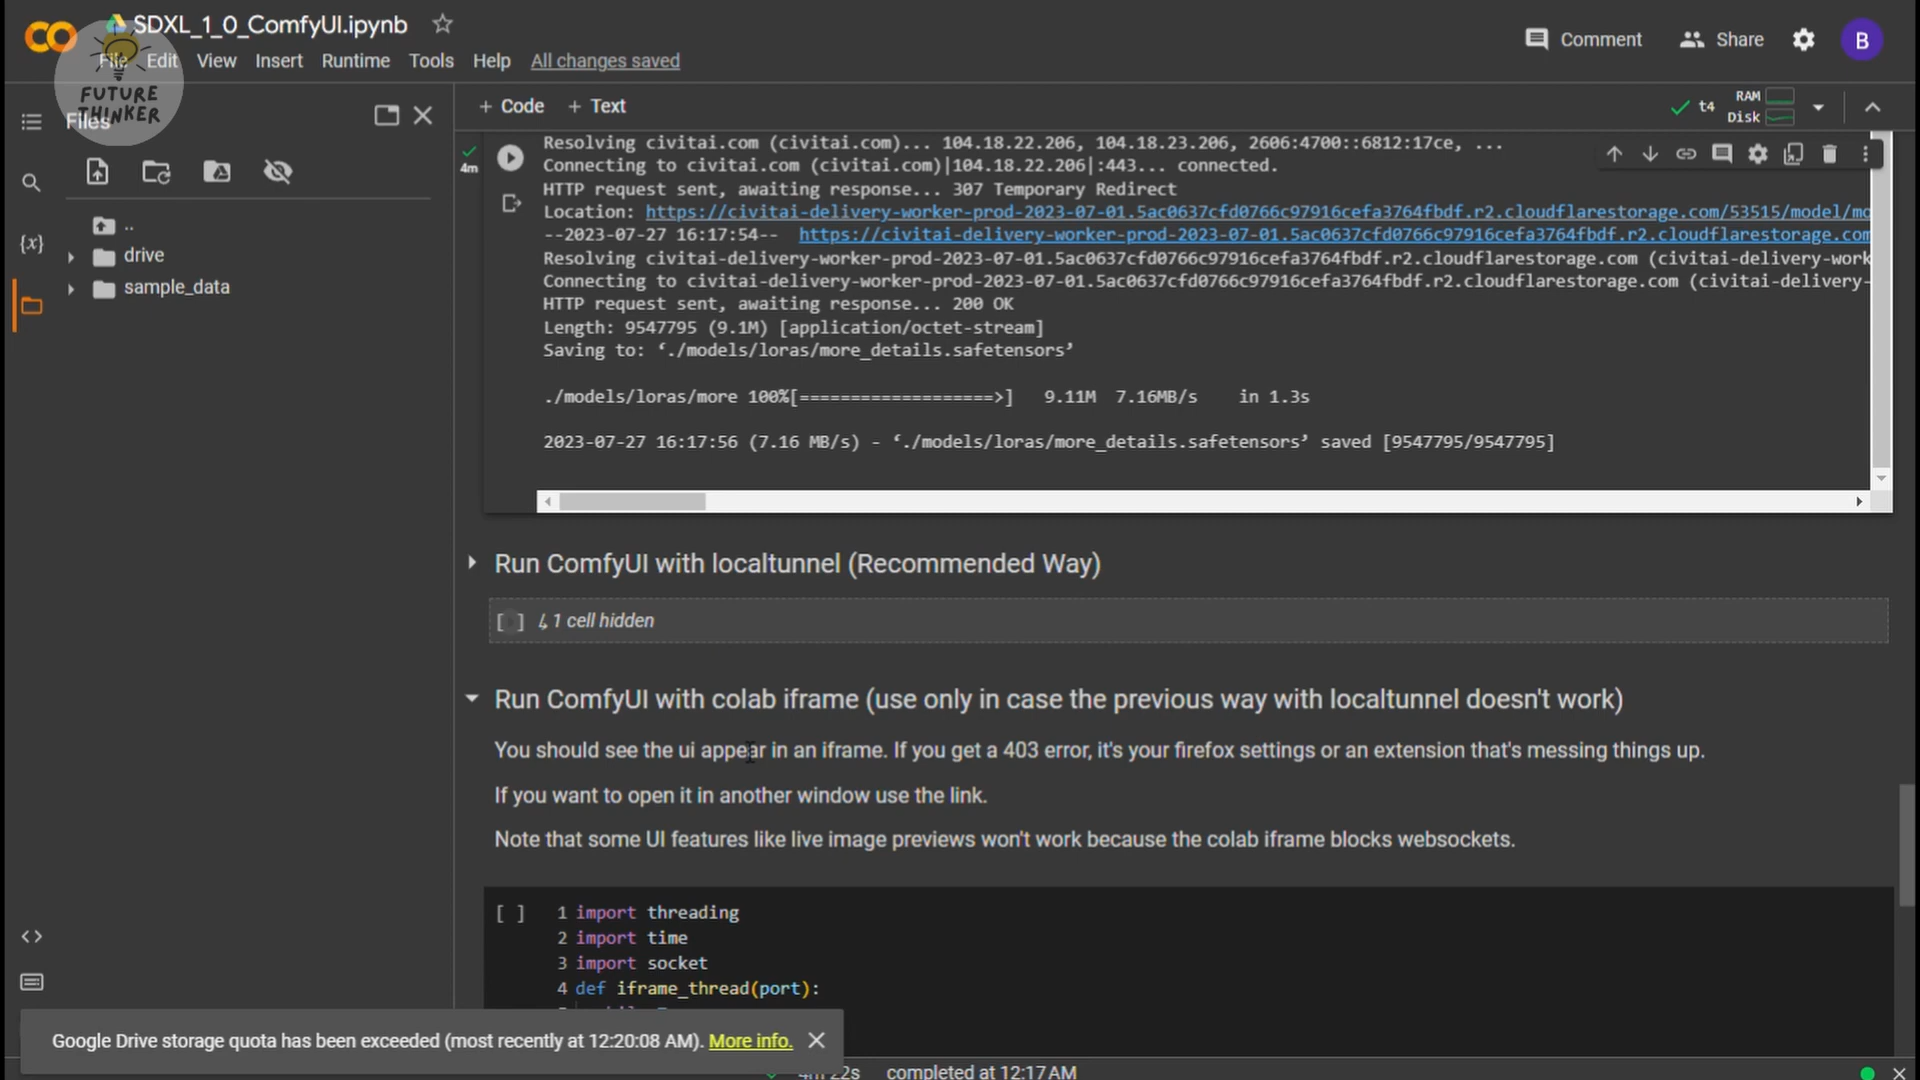 SDXL_1_0_ComfyUI.ipynb
File Edit View Insert Runtime Tools Help All changes saved
Comment Share B
FUTURE
THINKER
Files
+ Code + Text
t4 RAM
Disk
..
drive
sample_data
4m
Resolving civitai.com (civitai.com)... 104.18.22.206, 104.18.23.206, 2606:4700::6812:17ce, ...
Connecting to civitai.com (civitai.com)|104.18.22.206|:443... connected.
HTTP request sent, awaiting response... 307 Temporary Redirect
Location: https://civitai-delivery-worker-prod-2023-07-01.5ac0637cfd0766c97916cefa3764fbdf.r2.cloudflarestorage.com/53515/model/mo
--2023-07-27 16:17:54-- https://civitai-delivery-worker-prod-2023-07-01.5ac0637cfd0766c97916cefa3764fbdf.r2.cloudflarestorage.com
Resolving civitai-delivery-worker-prod-2023-07-01.5ac0637cfd0766c97916cefa3764fbdf.r2.cloudflarestorage.com (civitai-delivery-work
Connecting to civitai-delivery-worker-prod-2023-07-01.5ac0637cfd0766c97916cefa3764fbdf.r2.cloudflarestorage.com (civitai-delivery-
HTTP request sent, awaiting response... 200 OK
Length: 9547795 (9.1M) [application/octet-stream]
Saving to: ‘./models/loras/more_details.safetensors’
./models/loras/more 100%[===================>] 9.11M 7.16MB/s in 1.3s
2023-07-27 16:17:56 (7.16 MB/s) - ‘./models/loras/more_details.safetensors’ saved [9547795/9547795]
Run ComfyUI with localtunnel (Recommended Way)
[ ] ↳ 1 cell hidden
Run ComfyUI with colab iframe (use only in case the previous way with localtunnel doesn't work)
You should see the ui appear in an iframe. If you get a 403 error, it's your firefox settings or an extension that's messing things up.
If you want to open it in another window use the link.
Note that some UI features like live image previews won't work because the colab iframe blocks websockets.
[ ] 1 import threading
2 import time
3 import socket
4 def iframe_thread(port):
Google Drive storage quota has been exceeded (most recently at 12:20:08 AM). More info.
4m 22s completed at 12:17 AM